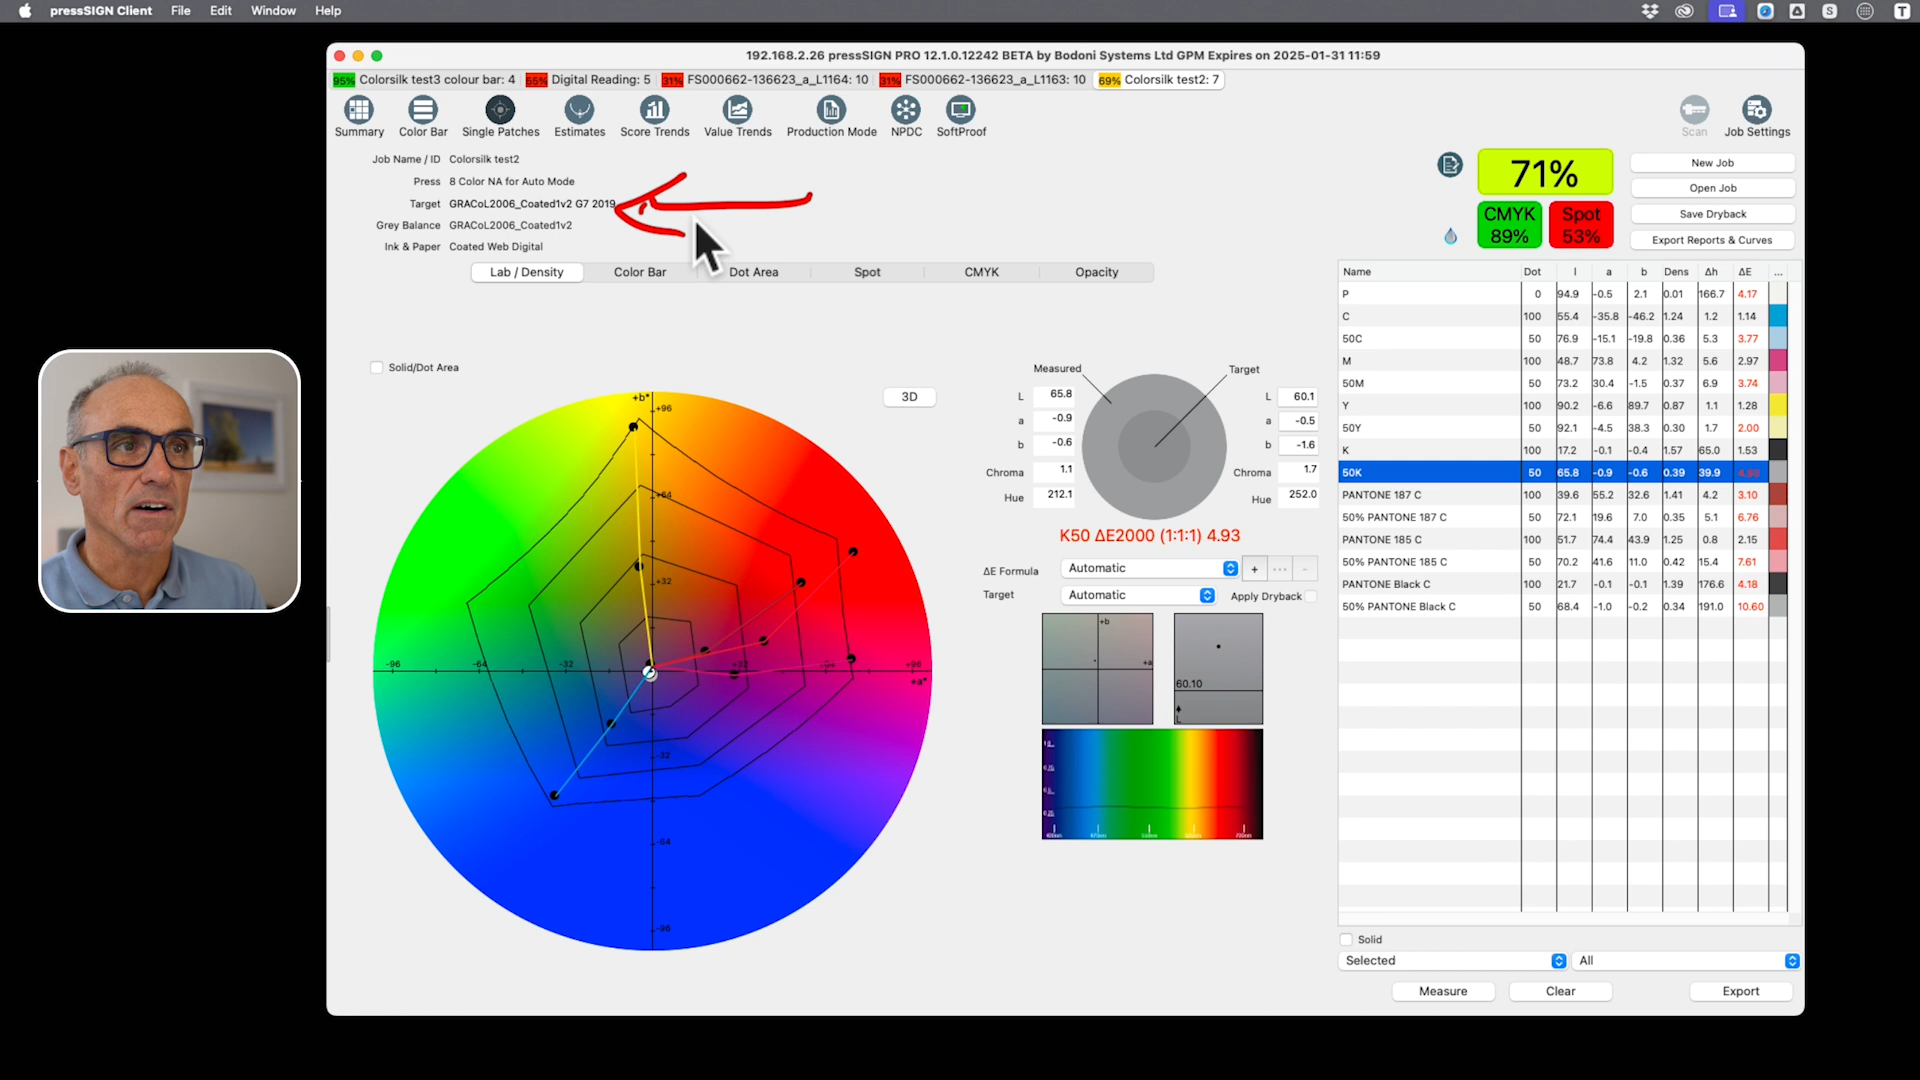 pressSIGN Client File Edit Window Help
192.168.2.26 pressSIGN PRO 12.1.0.12242 BETA by Bodoni Systems Ltd GPM Expires on 2025-01-31 11:59
95% Colorsilk test3 colour bar: 4 55% Digital Reading: 5 31% FS000662-136623_a_L1164: 10 31% FS000662-136623_a_L1163: 10 69% Colorsilk test2: 7
Summary Color Bar Single Patches Estimates Score Trends Value Trends Production Mode NPDC SoftProof Scan Job Settings
Job Name / ID Colorsilk test2
Press 8 Color NA for Auto Mode
Target GRACoL2006_Coated1v2 G7 2019
Grey Balance GRACoL2006_Coated1v2
Ink & Paper Coated Web Digital
71%
CMYK 89%
Spot 53%
New Job
Open Job
Save Dryback
Export Reports & Curves
Lab / Density Color Bar Dot Area Spot CMYK Opacity
Solid/Dot Area
3D
+b*
+96
+64
+32
-96 -64 -32 +32 +96
+a*
-32
-64
-96
Measured Target
L 65.8 L 60.1
a -0.9 a -0.5
b -0.6 b -1.6
Chroma 1.1 Chroma 1.7
Hue 212.1 Hue 252.0
K50 ΔE2000 (1:1:1) 4.93
ΔE Formula Automatic + ... -
Target Automatic Apply Dryback
+b
+a
60.10
L
Name Dot l a b Dens Δh ΔE ...
P 0 94.9 -0.5 2.1 0.01 166.7 4.17
C 100 55.4 -35.8 -46.2 1.24 1.2 1.14
50C 50 76.9 -15.1 -19.8 0.36 5.3 3.77
M 100 48.7 73.8 4.2 1.32 5.6 2.97
50M 50 73.2 30.4 -1.5 0.37 6.9 3.74
Y 100 90.2 -6.6 89.7 0.87 1.1 1.28
50Y 50 92.1 -4.5 38.3 0.30 1.7 2.00
K 100 17.2 -0.1 -0.4 1.57 65.0 1.53
50K 50 65.8 -0.9 -0.6 0.39 39.9 4.93
PANTONE 187 C 100 39.6 55.2 32.6 1.41 4.2 3.10
50% PANTONE 187 C 50 72.1 19.6 7.0 0.35 5.1 6.76
PANTONE 185 C 100 51.7 74.4 43.9 1.25 0.8 2.15
50% PANTONE 185 C 50 70.2 41.6 11.0 0.42 15.4 7.61
PANTONE Black C 100 21.7 -0.1 -0.1 1.39 176.6 4.18
50% PANTONE Black C 50 68.4 -1.0 -0.2 0.34 191.0 10.60
Solid
Selected All
Measure Clear Export